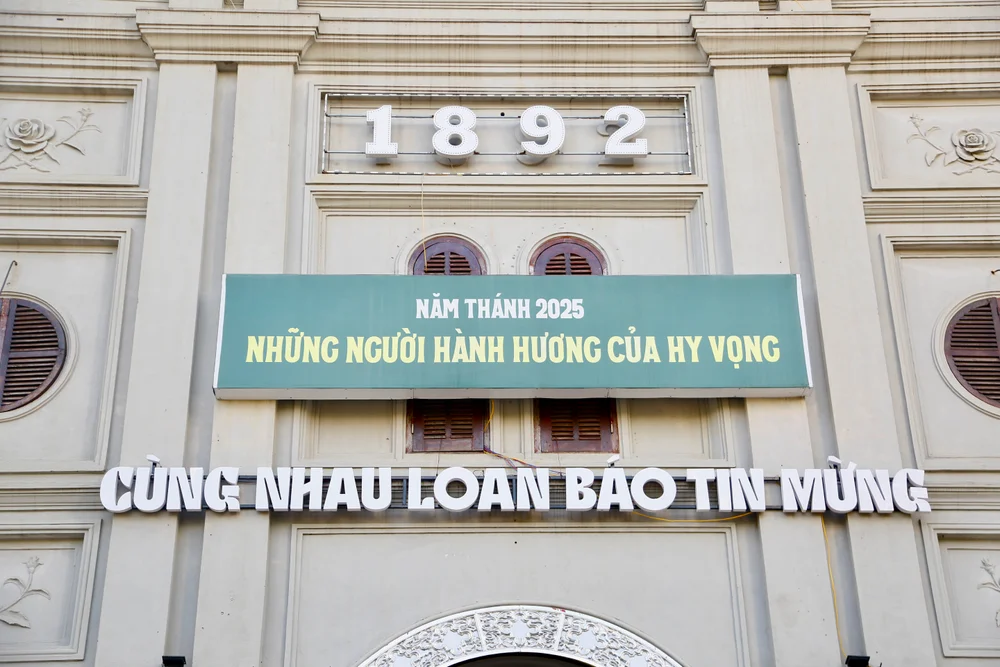 1892
NĂM THÁNH 2025
NHỮNG NGƯỜI HÀNH HƯƠNG CỦA HY VỌNG
CÙNG NHAU LOAN BÁO TIN MỪNG